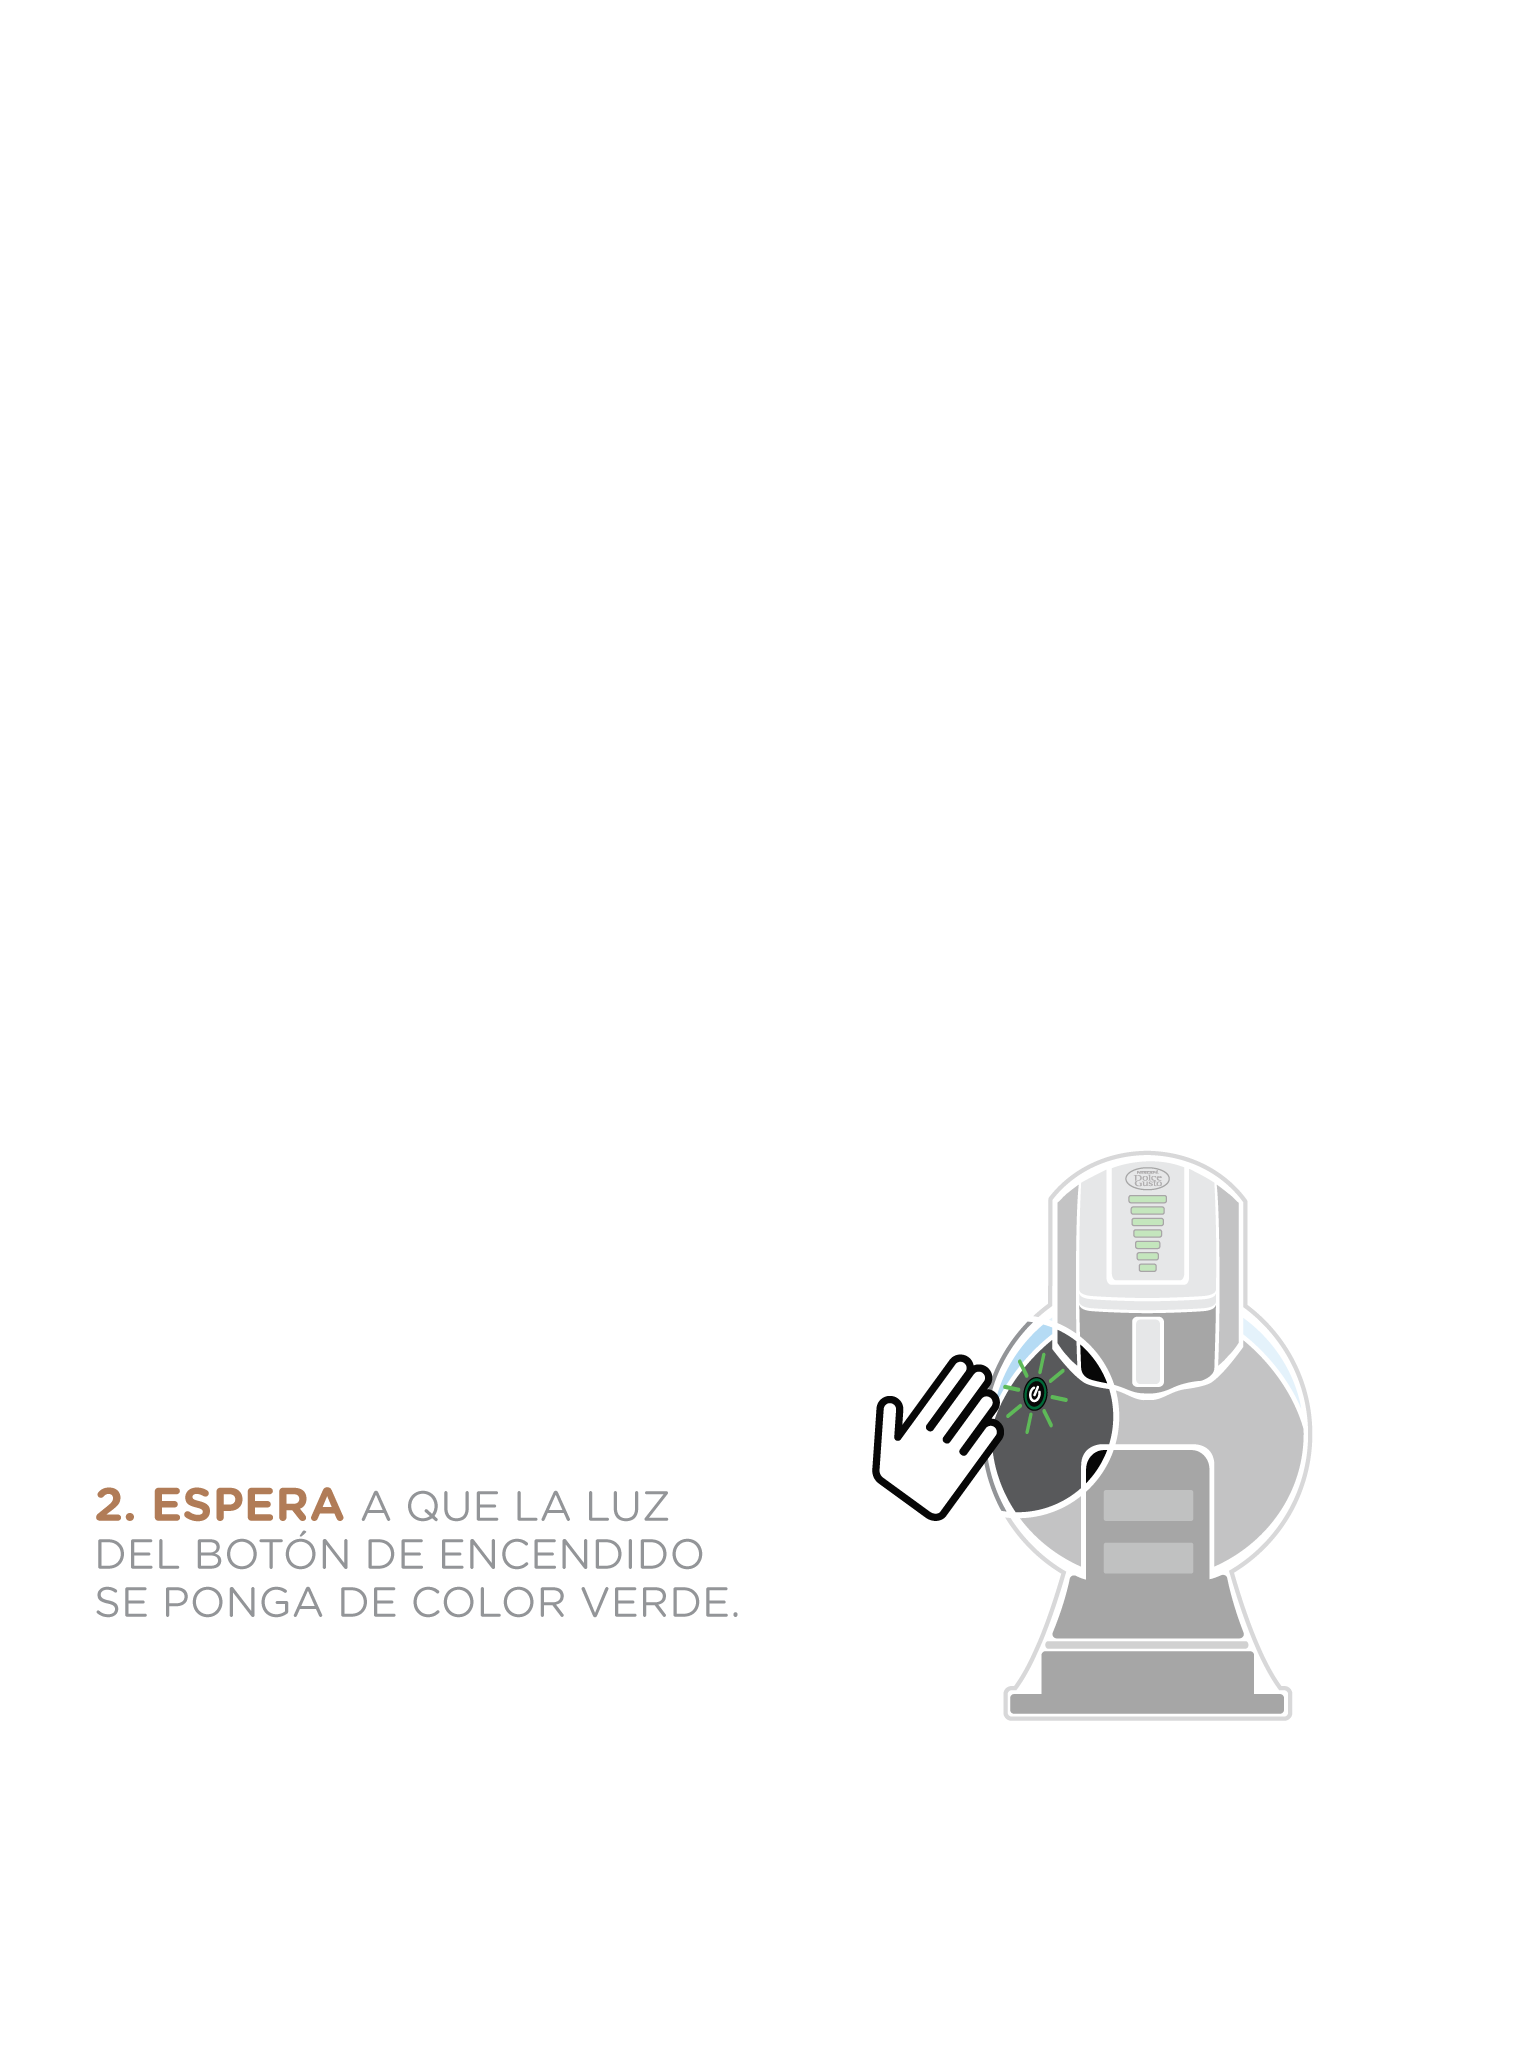 Dolce
Gusto
2. ESPERA A QUE LA LUZ
DEL BOTÓN DE ENCENDIDO
SE PONGA DE COLOR VERDE.